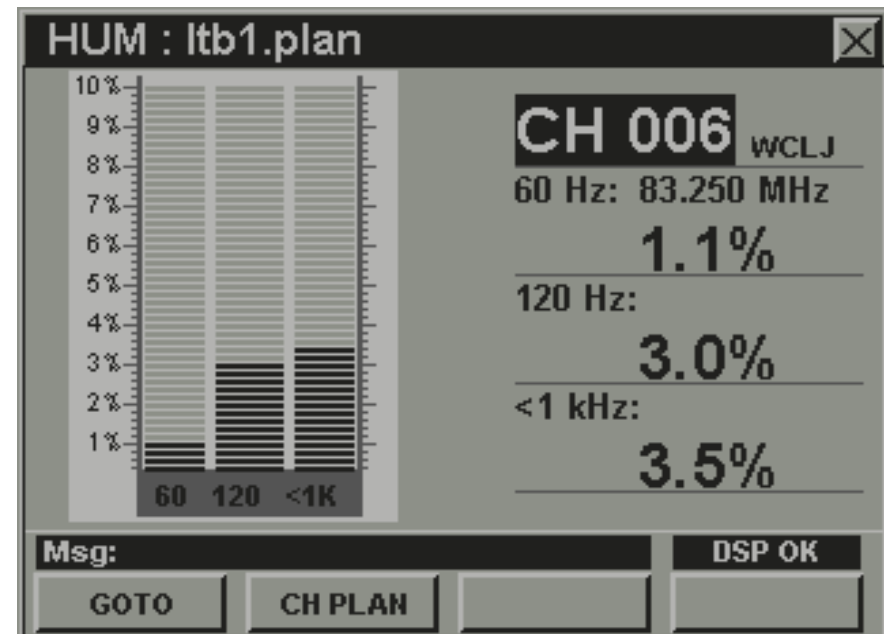 HUM : ltb1.plan
10%
9%
8%
7%
6%
5%
4%
3%
2%
1%
60 120 <1K
CH 006 WCLJ
60 Hz: 83.250 MHz
1.1%
120 Hz:
3.0%
<1 kHz:
3.5%
Msg: DSP OK
GOTO CH PLAN